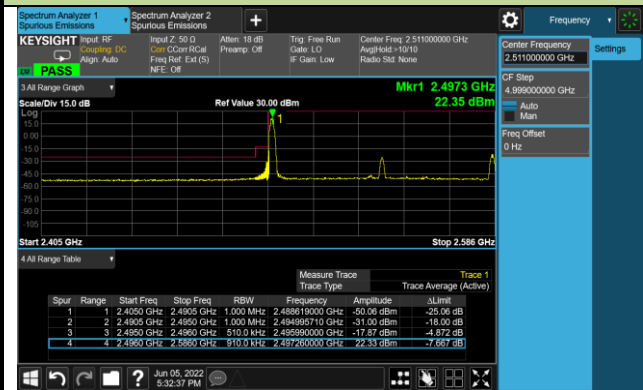 Spectrum Analyzer 1
Spurious Emissions
Spectrum Analyzer 2
Spurious Emissions
+
Frequency
KEYSIGHT
Input: RF
Coupling: DC
Align: Auto
Input Z: 50 Ω
Corr CCorr RCal
Freq Ref: Ext (S)
NFE: Off
Atten: 18 dB
Preamp: Off
Trig: Free Run
Gate: LO
IF Gain: Low
Center Freq: 2.511000000 GHz
Avg|Hold:>10/10
Radio Std: None
PASS
Center Frequency
2.511000000 GHz
Settings
CF Step
4.999000000 GHz
Auto
Man
Freq Offset
0 Hz
3 All Range Graph
Mkr1 2.4973 GHz
22.35 dBm
Scale/Div 15.0 dB
Ref Value 30.00 dBm
Log
15.0
0.00
-15.0
-30.0
-45.0
-60.0
-75.0
-90.0
-105
1
Start 2.405 GHz
Stop 2.586 GHz
4 All Range Table
Measure Trace Trace 1
Trace Type Trace Average (Active)
Spur Range Start Freq Stop Freq RBW Frequency Amplitude ΔLimit
1 1 2.4050 GHz 2.4905 GHz 1.000 MHz 2.488619000 GHz -50.06 dBm -25.06 dB
2 2 2.4905 GHz 2.4950 GHz 1.000 MHz 2.494995710 GHz -31.00 dBm -18.00 dB
3 3 2.4950 GHz 2.4960 GHz 510.0 kHz 2.495990000 GHz -17.87 dBm -4.872 dB
4 4 2.4960 GHz 2.5860 GHz 910.0 kHz 2.497260000 GHz 22.33 dBm -7.667 dB
?
Jun 05, 2022
5:32:37 PM